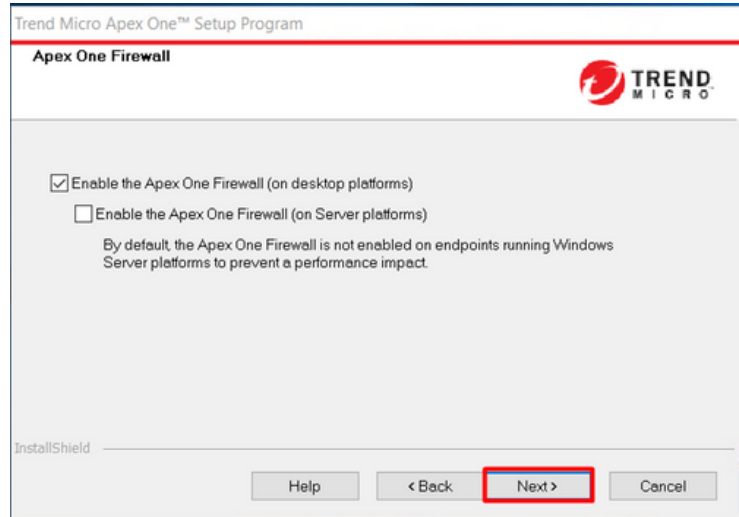 Trend Micro Apex One™ Setup Program
Apex One Firewall
TREND
MICRO
Enable the Apex One Firewall (on desktop platforms)
Enable the Apex One Firewall (on Server platforms)
By default, the Apex One Firewall is not enabled on endpoints running Windows
Server platforms to prevent a performance impact.
InstallShield
Help
< Back
Next >
Cancel